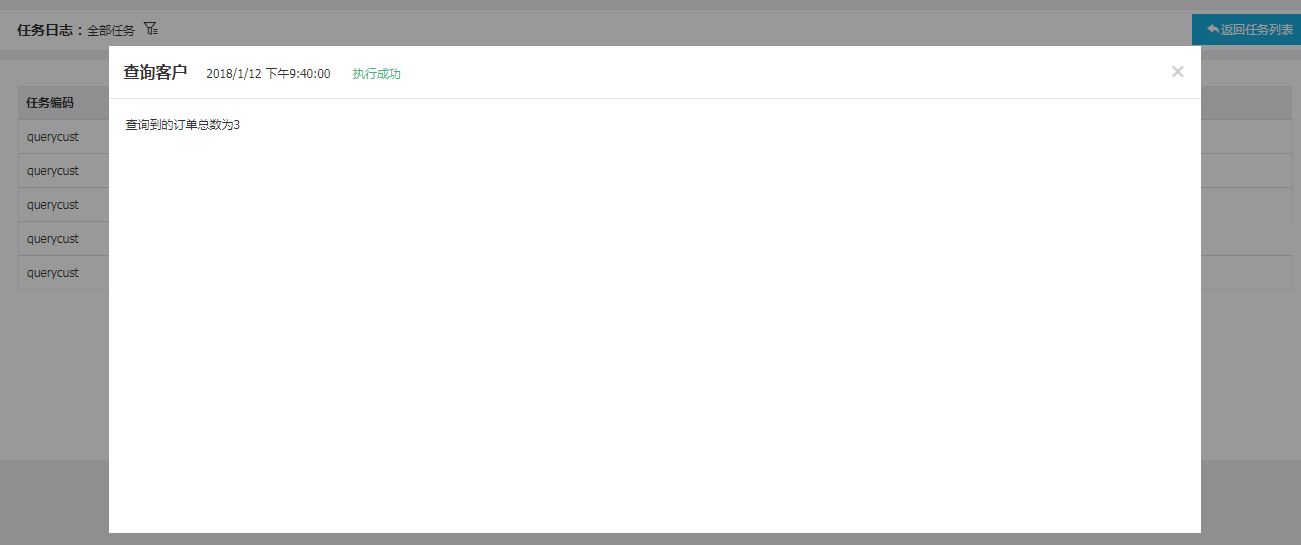 任务日志：全部任务
返回任务列表
查询客户 2018/1/12 下午9:40:00 执行成功
×
任务编码
查询到的订单总数为3
querycust
querycust
querycust
querycust
querycust